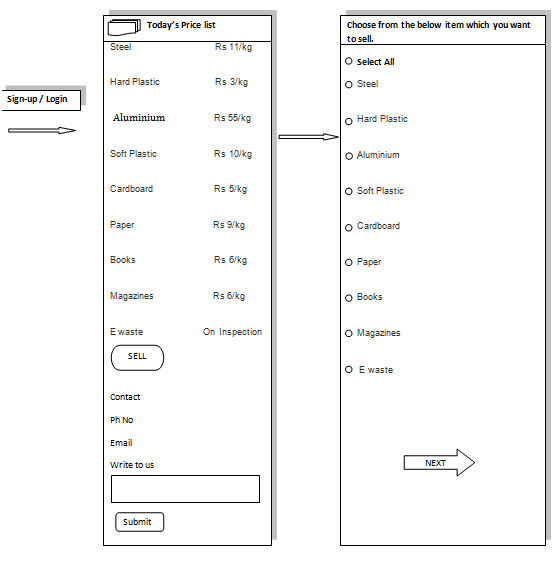 Sign-up / Login
Today's Price list
Steel Rs 11/kg
Hard Plastic Rs 3/kg
Aluminium Rs 55/kg
Soft Plastic Rs 10/kg
Cardboard Rs 5/kg
Paper Rs 9/kg
Books Rs 6/kg
Magazines Rs 6/kg
E waste On Inspection
SELL
Contact
Ph No
Email
Write to us
Submit
Choose from the below item which you want
to sell.
Select All
Steel
Hard Plastic
Aluminium
Soft Plastic
Cardboard
Paper
Books
Magazines
E waste
NEXT